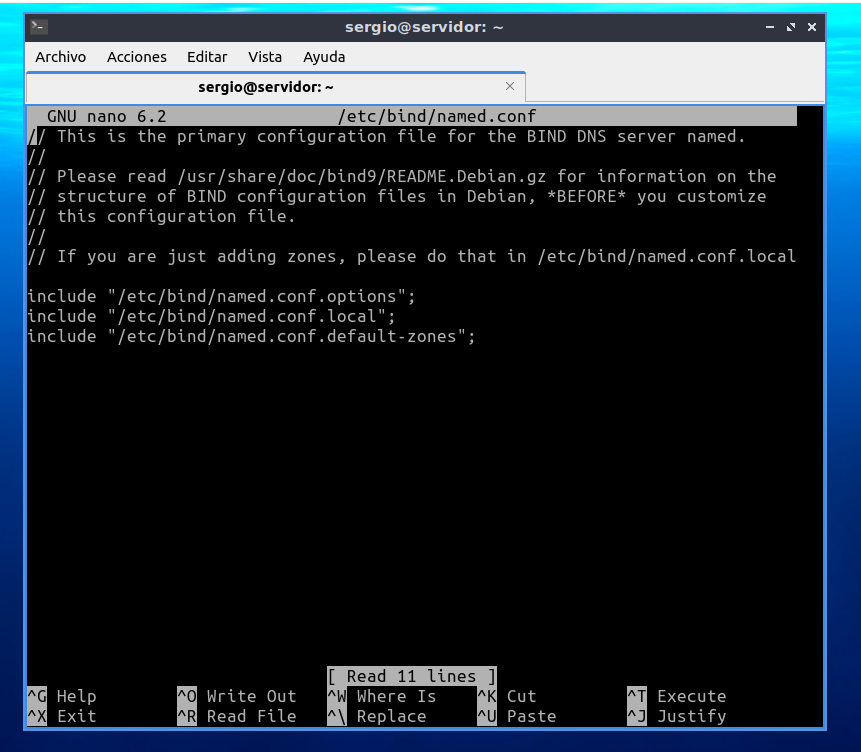 sergio@servidor: ~
Archivo Acciones Editar Vista Ayuda
sergio@servidor: ~
GNU nano 6.2 /etc/bind/named.conf
// This is the primary configuration file for the BIND DNS server named.
//
// Please read /usr/share/doc/bind9/README.Debian.gz for information on the
// structure of BIND configuration files in Debian, *BEFORE* you customize
// this configuration file.
//
// If you are just adding zones, please do that in /etc/bind/named.conf.local
include "/etc/bind/named.conf.options";
include "/etc/bind/named.conf.local";
include "/etc/bind/named.conf.default-zones";
[ Read 11 lines ]
^G Help ^O Write Out ^W Where Is ^K Cut ^T Execute
^X Exit ^R Read File ^\ Replace ^U Paste ^J Justify